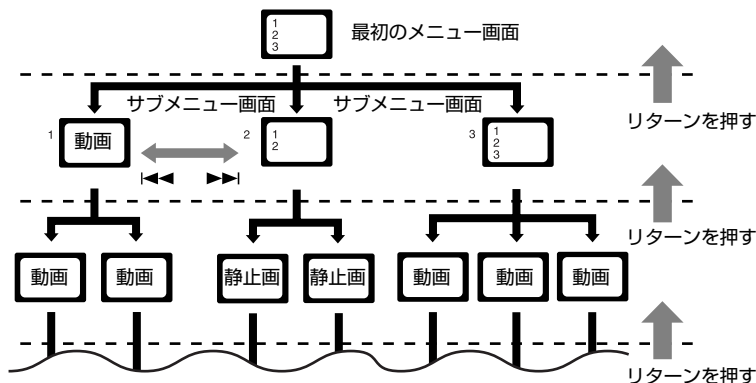 1
2
3
最初のメニュー画面
サブメニュー画面 サブメニュー画面
リターンを押す
1 動画
2
1
2
3
1
2
3
リターンを押す
動画 動画 静止画 静止画 動画 動画 動画
リターンを押す